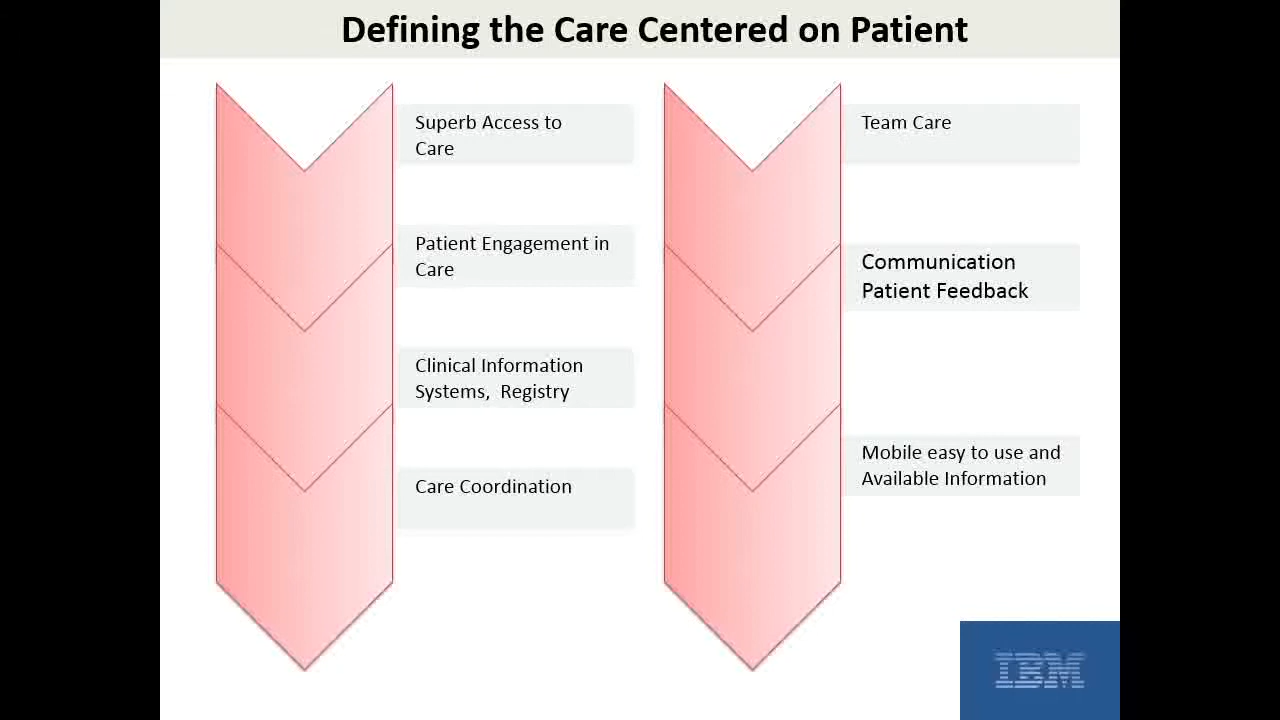 Defining the Care Centered on Patient
Superb Access to
Care
Patient Engagement in
Care
Clinical Information
Systems,  Registry
Care Coordination
Team Care
Communication
Patient Feedback
Mobile easy to use and
Available Information
IBM